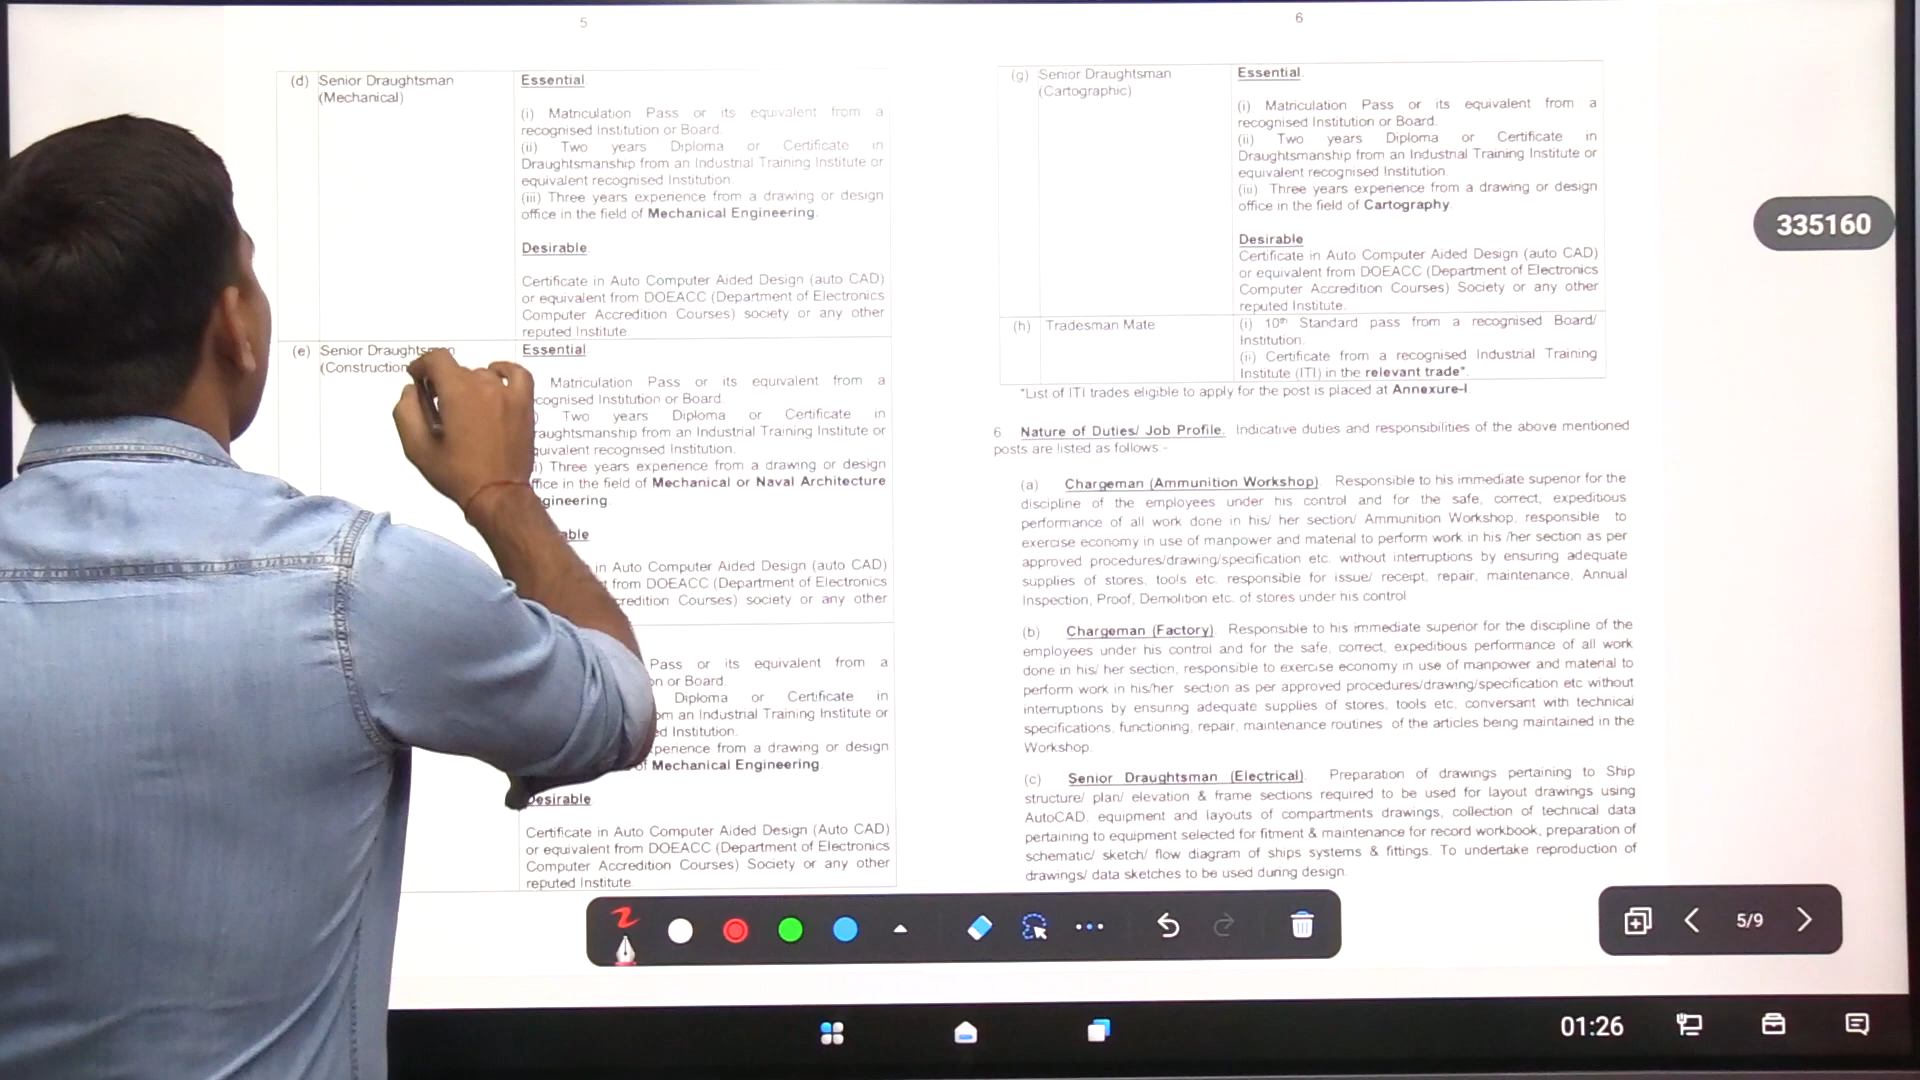 5
(d) Senior Draughtsman
(Mechanical)
Essential.
(i) Matriculation Pass or its equivalent from a
recognised Institution or Board.
(ii) Two years Diploma or Certificate in
Draughtsmanship from an Industrial Training Institute or
equivalent recognised Institution.
(iii) Three years experience from a drawing or design
office in the field of Mechanical Engineering.
Desirable.
Certificate in Auto Computer Aided Design (auto CAD)
or equivalent from DOEACC (Department of Electronics
Computer Accredition Courses) society or any other
reputed Institute
(e) Senior
(Construction
Essential
Matriculation Pass or its equivalent from a
Institution or Board.
Two years Diploma or Certificate in
from an Industrial Training Institute or
recognised Institution.
Three years experience from a drawing or design
in the field of Mechanical or Naval Architecture
in Auto Computer Aided Design (auto CAD)
from DOEACC (Department of Electronics
Courses) society or any other
Pass or its equivalent from a
or Board.
Diploma or Certificate in
an Industrial Training Institute or
Institution.
from a drawing or design
Mechanical Engineering.
Desirable
Certificate in Auto Computer Aided Design (Auto CAD)
or equivalent from DOEACC (Department of Electronics
Computer Accredition Courses) Society or any other
reputed Institute.
6
(g) Senior Draughtsman
(Cartographic)
Essential.
(i) Matriculation Pass or its equivalent from a
recognised Institution or Board.
(ii) Two years Diploma or Certificate in
Draughtsmanship from an Industrial Training Institute or
equivalent recognised Institution.
(iii) Three years experience from a drawing or design
office in the field of Cartography.
Desirable
Certificate in Auto Computer Aided Design (auto CAD)
or equivalent from DOEACC (Department of Electronics
Computer Accredition Courses) Society or any other
reputed Institute.
(h) Tradesman Mate
(i) 10th Standard pass from a recognised Board/
Institution.
(ii) Certificate from a recognised Industrial Training
Institute (ITI) in the relevant trade*.
*List of ITI trades eligible to apply for the post is placed at Annexure-I
6 Nature of Duties/ Job Profile. Indicative duties and responsibilities of the above mentioned
posts are listed as follows:-
(a) Chargeman (Ammunition Workshop). Responsible to his immediate superior for the
discipline of the employees under his control and for the safe, correct, expeditious
performance of all work done in his/ her section/ Ammunition Workshop, responsible to
exercise economy in use of manpower and material to perform work in his /her section as per
approved procedures/drawing/specification etc. without interruptions by ensuring adequate
supplies of stores, tools etc. responsible for issue/ receipt, repair, maintenance, Annual
Inspection, Proof, Demolition etc. of stores under his control
(b) Chargeman (Factory). Responsible to his immediate superior for the discipline of the
employees under his control and for the safe, correct, expeditious performance of all work
done in his/ her section, responsible to exercise economy in use of manpower and material to
perform work in his/her section as per approved procedures/drawing/specification etc without
interruptions by ensuring adequate supplies of stores, tools etc, conversant with technical
specifications, functioning, repair, maintenance routines of the articles being maintained in the
Workshop.
(c) Senior Draughtsman (Electrical). Preparation of drawings pertaining to Ship
structure/ plan/ elevation & frame sections required to be used for layout drawings using
AutoCAD, equipment and layouts of compartments drawings, collection of technical data
pertaining to equipment selected for fitment & maintenance for record workbook, preparation of
schematic/ sketch/ flow diagram of ships systems & fittings. To undertake reproduction of
drawings/ data sketches to be used during design.
335160
5/9
01:26